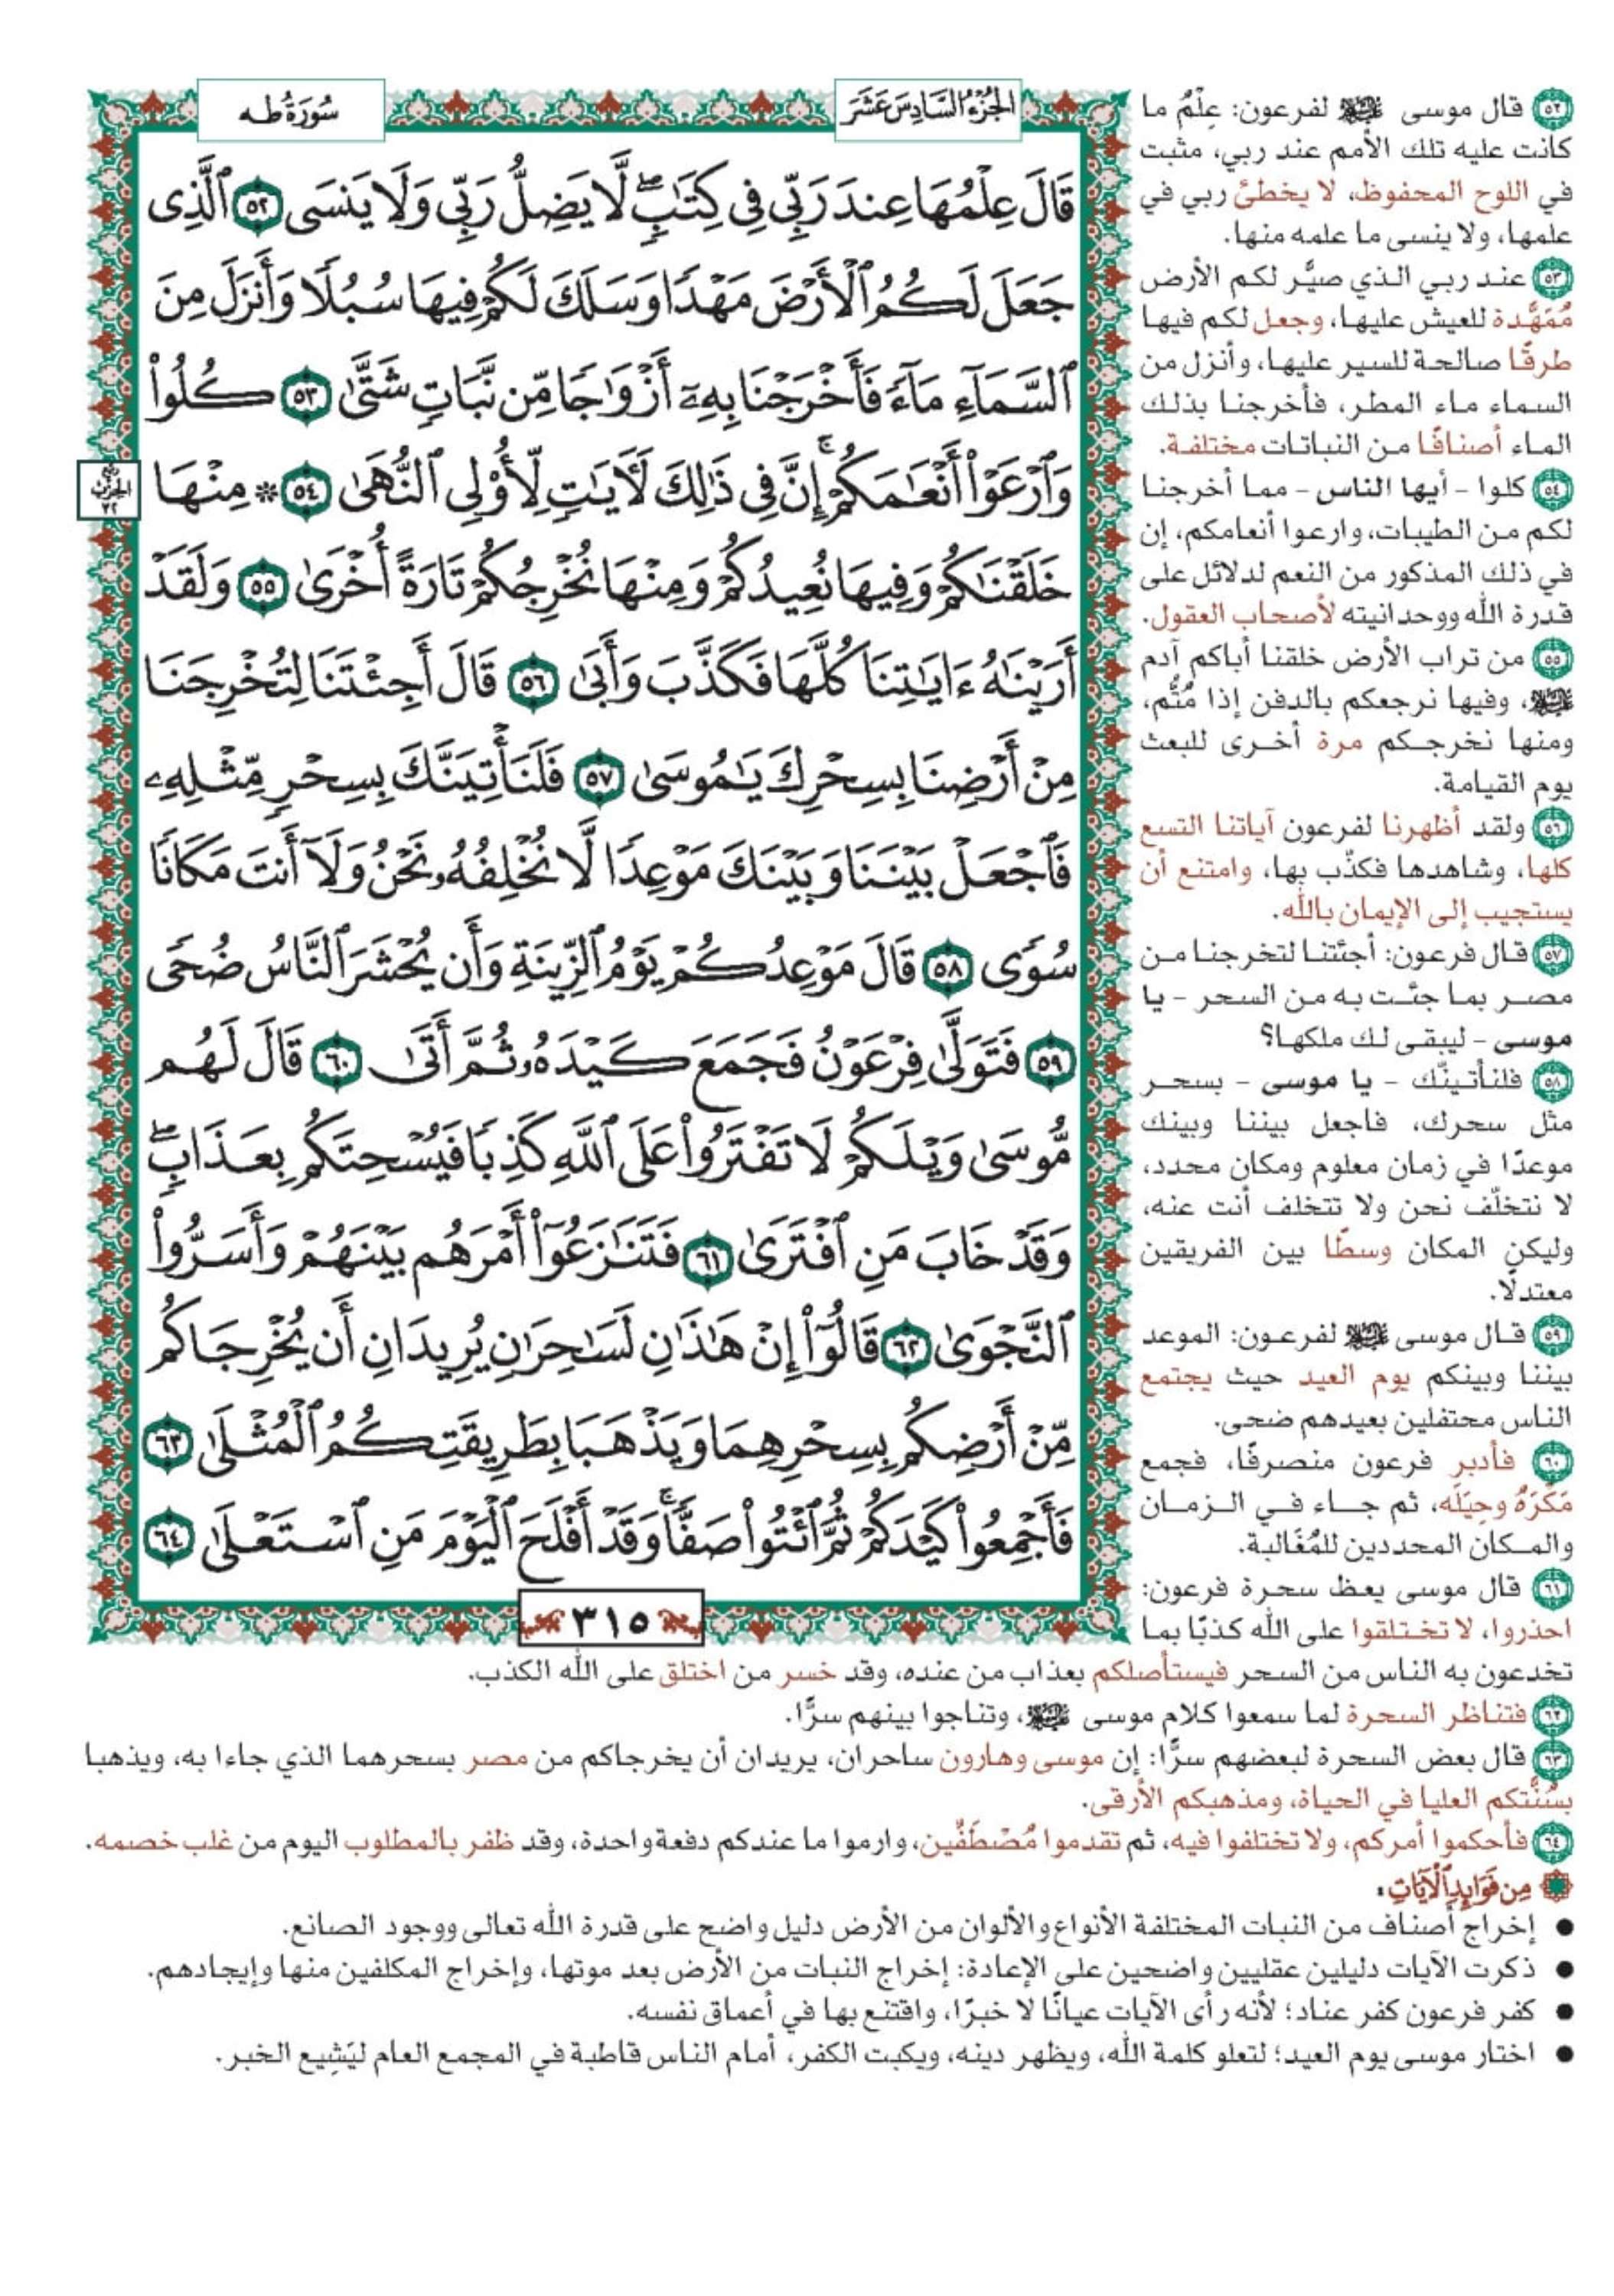 الجُزْءُ السَّادِسَ عَشَرَ
سُورَةُ طه
قَالَ عِلْمُهَا عِندَ رَبِّي فِي كِتَٰبٖۖ لَّا يَضِلُّ رَبِّي وَلَا يَنسَى ٥٢ ٱلَّذِي
جَعَلَ لَكُمُ ٱلۡأَرۡضَ مَهۡدٗا وَسَلَكَ لَكُمۡ فِيهَا سُبُلٗا وَأَنزَلَ مِنَ
ٱلسَّمَآءِ مَآءٗ فَأَخۡرَجۡنَا بِهِۦٓ أَزۡوَٰجٗا مِّن نَّبَاتٖ شَتَّىٰ ٥٣ كُلُواْ
وَٱرۡعَوۡاْ أَنۡعَٰمَكُمۡۚ إِنَّ فِي ذَٰلِكَ لَأٓيَٰتٖ لِّأُوْلِي ٱلنُّهَىٰ ٥٤ ۞ مِنۡهَا
ربع
الحزب
٣٢
خَلَقۡنَٰكُمۡ وَفِيهَا نُعِيدُكُمۡ وَمِنۡهَا نُخۡرِجُكُمۡ تَارَةً أُخۡرَىٰ ٥٥ وَلَقَدۡ
أَرَيۡنَٰهُ ءَايَٰتِنَا كُلَّهَا فَكَذَّبَ وَأَبَىٰ ٥٦ قَالَ أَجِئۡتَنَا لِتُخۡرِجَنَا
مِنۡ أَرۡضِنَا بِسِحۡرِكَ يَٰمُوسَىٰ ٥٧ فَلَنَأۡتِيَنَّكَ بِسِحۡرٖ مِّثۡلِهِۦ
فَٱجۡعَلۡ بَيۡنَنَا وَبَيۡنَكَ مَوۡعِدٗا لَّا نُخۡلِفُهُۥ نَحۡنُ وَلَآ أَنتَ مَكَانٗا
سُوٗى ٥٨ قَالَ مَوۡعِدُكُمۡ يَوۡمُ ٱلزِّينَةِ وَأَن يُحۡشَرَ ٱلنَّاسُ ضُحٗى
٥٩ فَتَوَلَّىٰ فِرۡعَوۡنُ فَجَمَعَ كَيۡدَهُۥ ثُمَّ أَتَىٰ ٦٠ قَالَ لَهُم
مُّوسَىٰ وَيۡلَكُمۡ لَا تَفۡتَرُواْ عَلَى ٱللَّهِ كَذِبٗا فَيُسۡحِتَكُم بِعَذَابٖۖ
وَقَدۡ خَابَ مَنِ ٱفۡتَرَىٰ ٦١ فَتَنَٰزَعُوٓاْ أَمۡرَهُم بَيۡنَهُمۡ وَأَسَرُّواْ
ٱلنَّجۡوَىٰ ٦٢ قَالُوٓاْ إِنۡ هَٰذَٰنِ لَسَٰحِرَٰنِ يُرِيدَانِ أَن يُخۡرِجَاكُم
مِّنۡ أَرۡضِكُم بِسِحۡرِهِمَا وَيَذۡهَبَا بِطَرِيقَتِكُمُ ٱلۡمُثۡلَىٰ ٦٣
فَأَجۡمِعُواْ كَيۡدَكُمۡ ثُمَّ ٱئۡتُواْ صَفّٗاۚ وَقَدۡ أَفۡلَحَ ٱلۡيَوۡمَ مَنِ ٱسۡتَعۡلَىٰ ٦٤
٣١٥
٥٢ قال موسى ﵇ لفرعون: عِلْمُ ما
كانت عليه تلك الأمم عند ربي، مثبت
في اللوح المحفوظ، لا يخطئ ربي في
علمها، ولا ينسى ما علمه منها.
٥٣ عند ربي الذي صيَّر لكم الأرض
مُمَهَّدة للعيش عليها، وجعل لكم فيها
طرقًا صالحة للسير عليها، وأنزل من
السماء ماء المطر، فأخرجنا بذلك
الماء أصنافًا من النباتات مختلفة.
٥٤ كلوا - أيها الناس - مما أخرجنا
لكم من الطيبات، وارعوا أنعامكم، إن
في ذلك المذكور من النعم لدلائل على
قدرة الله ووحدانيته لأصحاب العقول.
٥٥ من تراب الأرض خلقنا أباكم آدم
﵇، وفيها نرجعكم بالدفن إذا مُتُّم،
ومنها نخرجكم مرة أخرى للبعث
يوم القيامة.
٥٦ ولقد أظهرنا لفرعون آياتنا التسع
كلها، وشاهدها فكذّب بها، وامتنع أن
يستجيب إلى الإيمان بالله.
٥٧ قال فرعون: أجئتنا لتخرجنا من
مصر بما جئت به من السحر - يا
موسى - ليبقى لك ملكها؟
٥٨ فلنأتينّك - يا موسى - بسحر
مثل سحرك، فاجعل بيننا وبينك
موعدًا في زمان معلوم ومكان محدد،
لا نتخلّف نحن ولا تتخلف أنت عنه،
وليكن المكان وسطًا بين الفريقين
معتدلًا.
٥٩ قال موسى ﵇ لفرعون: الموعد
بيننا وبينكم يوم العيد حيث يجتمع
الناس محتفلين بعيدهم ضحى.
٦٠ فأدبر فرعون منصرفًا، فجمع
مَكْرَهُ وحِيَلَه، ثم جاء في الزمان
والمكان المحددين للمُغَالبة.
٦١ قال موسى يعظ سحرة فرعون:
احذروا، لا تختلقوا على الله كذبًا بما
تخدعون به الناس من السحر فيستأصلكم بعذاب من عنده، وقد خسر من اختلق على الله الكذب.
٦٢ فتناظر السحرة لما سمعوا كلام موسى ﵇، وتناجوا بينهم سرًّا.
٦٣ قال بعض السحرة لبعضهم سرًّا: إن موسى وهارون ساحران، يريدان أن يخرجاكم من مصر بسحرهما الذي جاءا به، ويذهبا
بسُنَّتكم العليا في الحياة، ومذهبكم الأرقى.
٦٤ فأحكموا أمركم، ولا تختلفوا فيه، ثم تقدموا مُصْطَفِّين، وارموا ما عندكم دفعة واحدة، وقد ظفر بالمطلوب اليوم من غلب خصمه.
مِن فَوَائِدِ ٱلْآيَاتِ:
● إخراج أصناف من النبات المختلفة الأنواع والألوان من الأرض دليل واضح على قدرة الله تعالى ووجود الصانع.
● ذكرت الآيات دليلين عقليين واضحين على الإعادة: إخراج النبات من الأرض بعد موتها، وإخراج المكلفين منها وإيجادهم.
● كفر فرعون كفر عناد؛ لأنه رأى الآيات عيانًا لا خبرًا، واقتنع بها في أعماق نفسه.
● اختار موسى يوم العيد؛ لتعلو كلمة الله، ويظهر دينه، ويكبت الكفر، أمام الناس قاطبة في المجمع العام ليَشِيع الخبر.